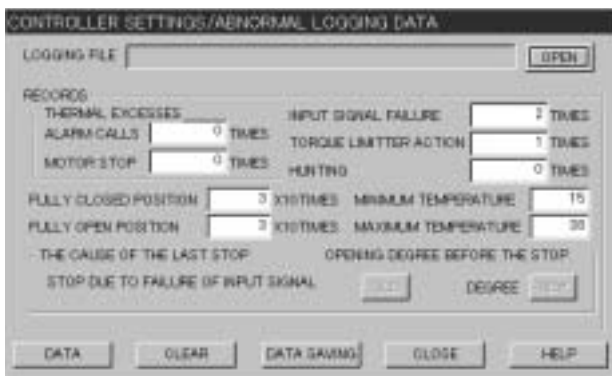 CONTROLLER SETTINGS/ABNORMAL LOGGING DATA
LOGGING FILE OPEN
RECORDS
THERMAL EXCESSES
ALARM CALLS 0 TIMES
MOTOR STOP 0 TIMES
INPUT SIGNAL FAILURE 2 TIMES
TORQUE LIMITTER ACTION 1 TIMES
HUNTING 0 TIMES
FULLY CLOSED POSITION 3 X10TIMES MINIMUM TEMPERATURE 15
FULLY OPEN POSITION 3 X10TIMES MAXIMUM TEMPERATURE
THE CAUSE OF THE LAST STOP OPENING DEGREE BEFORE THE STOP
STOP DUE TO FAILURE OF INPUT SIGNAL DEGREE
DATA CLEAR DATA SAVING CLOSE HELP